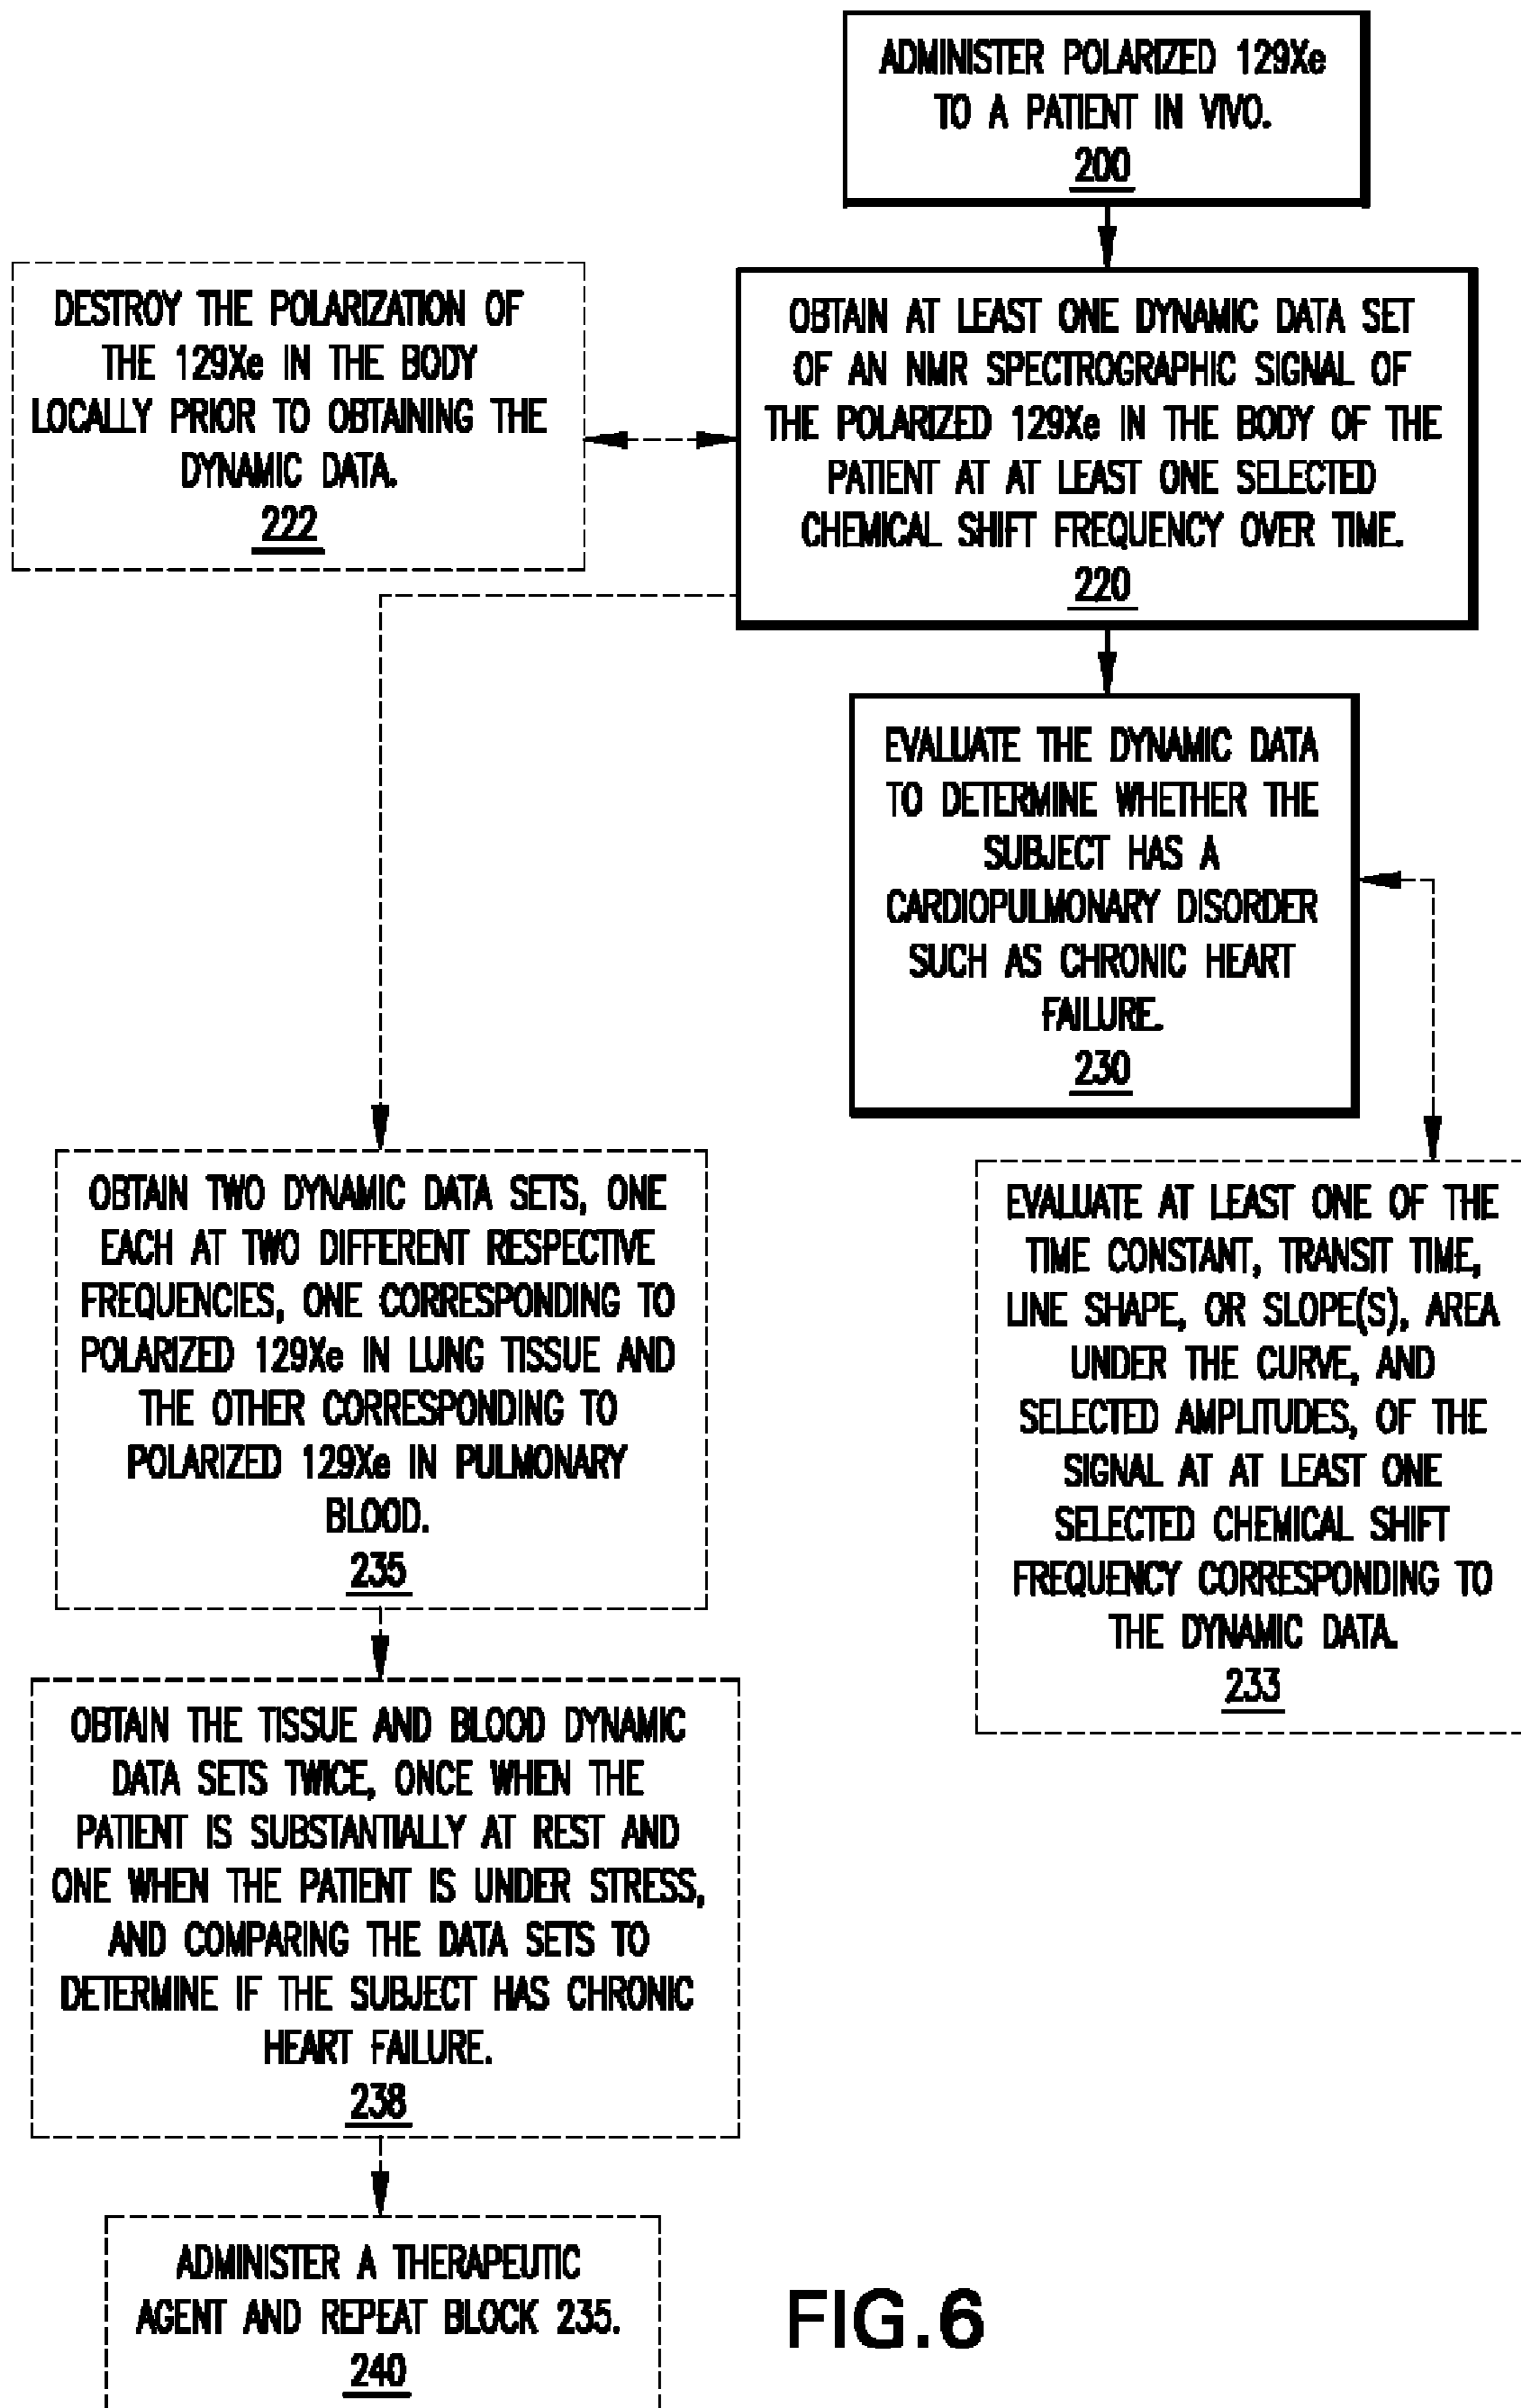 ADMINISTER POLARIZED 129Xe
TO A PATIENT IN VIVO.
200
DESTROY THE POLARIZATION OF
THE 129Xe IN THE BODY
LOCALLY PRIOR TO OBTAINING THE
DYNAMIC DATA.
222
OBTAIN AT LEAST ONE DYNAMIC DATA SET
OF AN NMR SPECTROGRAPHIC SIGNAL OF
THE POLARIZED 129Xe IN THE BODY OF THE
PATIENT AT AT LEAST ONE SELECTED
CHEMICAL SHIFT FREQUENCY OVER TIME.
220
EVALUATE THE DYNAMIC DATA
TO DETERMINE WHETHER THE
SUBJECT HAS A
CARDIOPULMONARY DISORDER
SUCH AS CHRONIC HEART
FAILURE.
230
OBTAIN TWO DYNAMIC DATA SETS, ONE
EACH AT TWO DIFFERENT RESPECTIVE
FREQUENCIES, ONE CORRESPONDING TO
POLARIZED 129Xe IN LUNG TISSUE AND
THE OTHER CORRESPONDING TO
POLARIZED 129Xe IN PULMONARY
BLOOD.
235
EVALUATE AT LEAST ONE OF THE
TIME CONSTANT, TRANSIT TIME,
LINE SHAPE, OR SLOPE(S), AREA
UNDER THE CURVE, AND
SELECTED AMPLITUDES, OF THE
SIGNAL AT AT LEAST ONE
SELECTED CHEMICAL SHIFT
FREQUENCY CORRESPONDING TO
THE DYNAMIC DATA.
233
OBTAIN THE TISSUE AND BLOOD DYNAMIC
DATA SETS TWICE, ONCE WHEN THE
PATIENT IS SUBSTANTIALLY AT REST AND
ONE WHEN THE PATIENT IS UNDER STRESS,
AND COMPARING THE DATA SETS TO
DETERMINE IF THE SUBJECT HAS CHRONIC
HEART FAILURE.
238
ADMINISTER A THERAPEUTIC
AGENT AND REPEAT BLOCK 235.
240
FIG.6